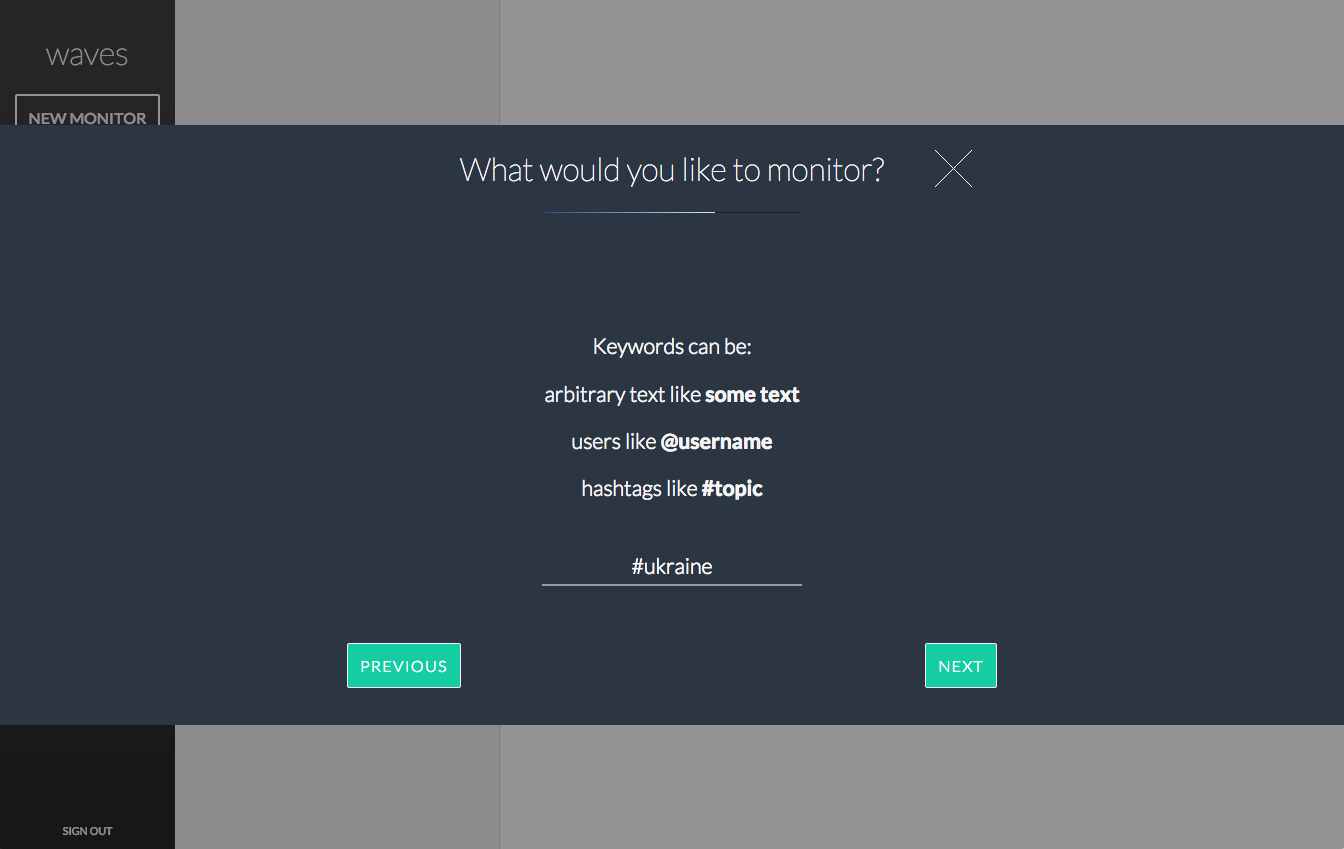 waves
NEW MONITOR
What would you like to monitor?
Keywords can be:
arbitrary text like some text
users like @username
hashtags like #topic
#ukraine
PREVIOUS
NEXT
SIGN OUT